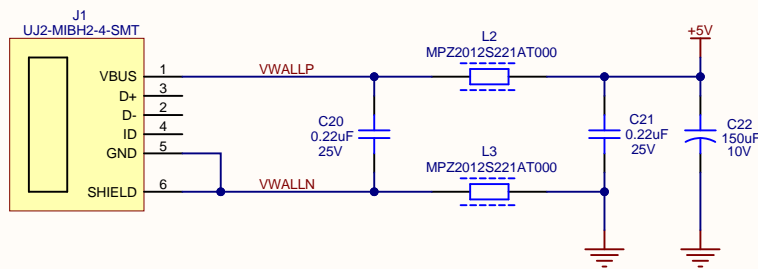 J1
UJ2-MIBH2-4-SMT
VBUS 1
D+ 3
D- 2
ID 4
GND 5
SHIELD 6
VWALLP
VWALLN
C20
0.22uF
25V
L2
MPZ2012S221AT000
L3
MPZ2012S221AT000
C21
0.22uF
25V
+5V
C22
150uF
10V